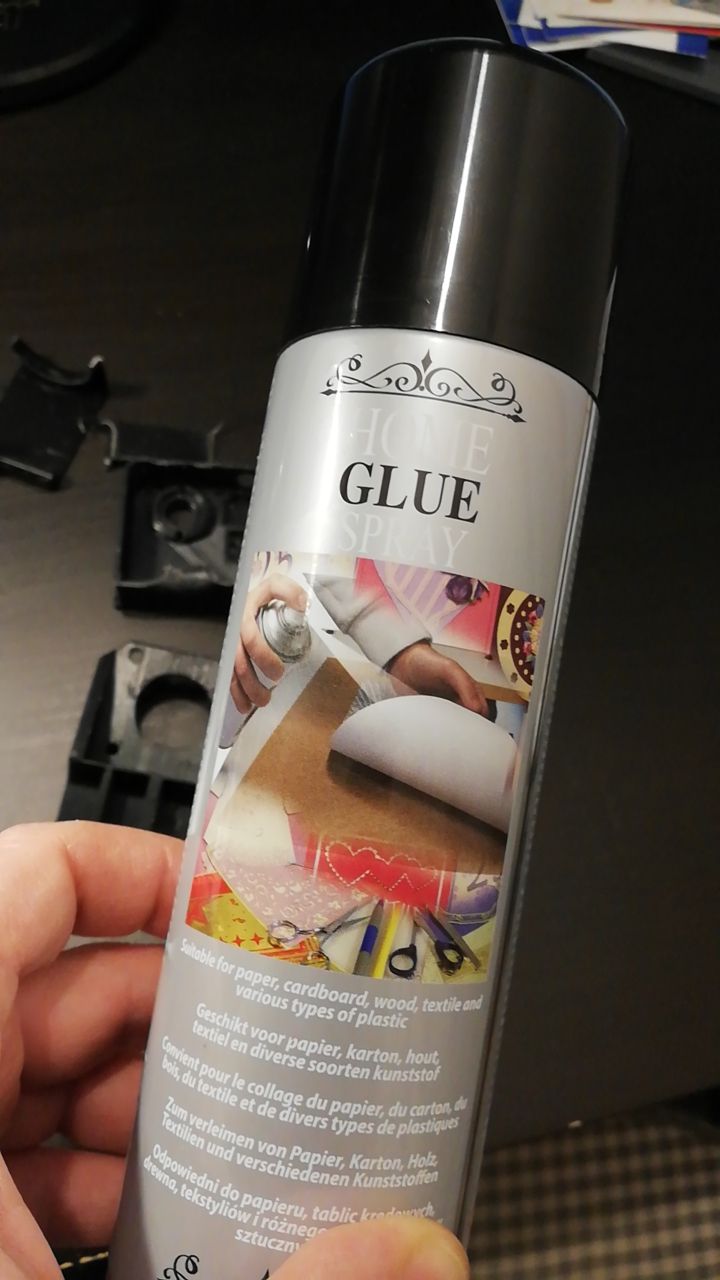 HOME
GLUE
SPRAY
Suitable for paper, cardboard, wood, textile and
various types of plastic
Geschikt voor papier, karton, hout,
textiel en diverse soorten kunststof
Convient pour le collage du papier, du carton, du
bois, du textile et de divers types de plastiques
Zum verleimen von Papier, Karton, Holz,
Textilien und verschiedenen Kunststoffen
Odpowiedni do papieru, tablic kredowych,
drewna, tekstyliów i